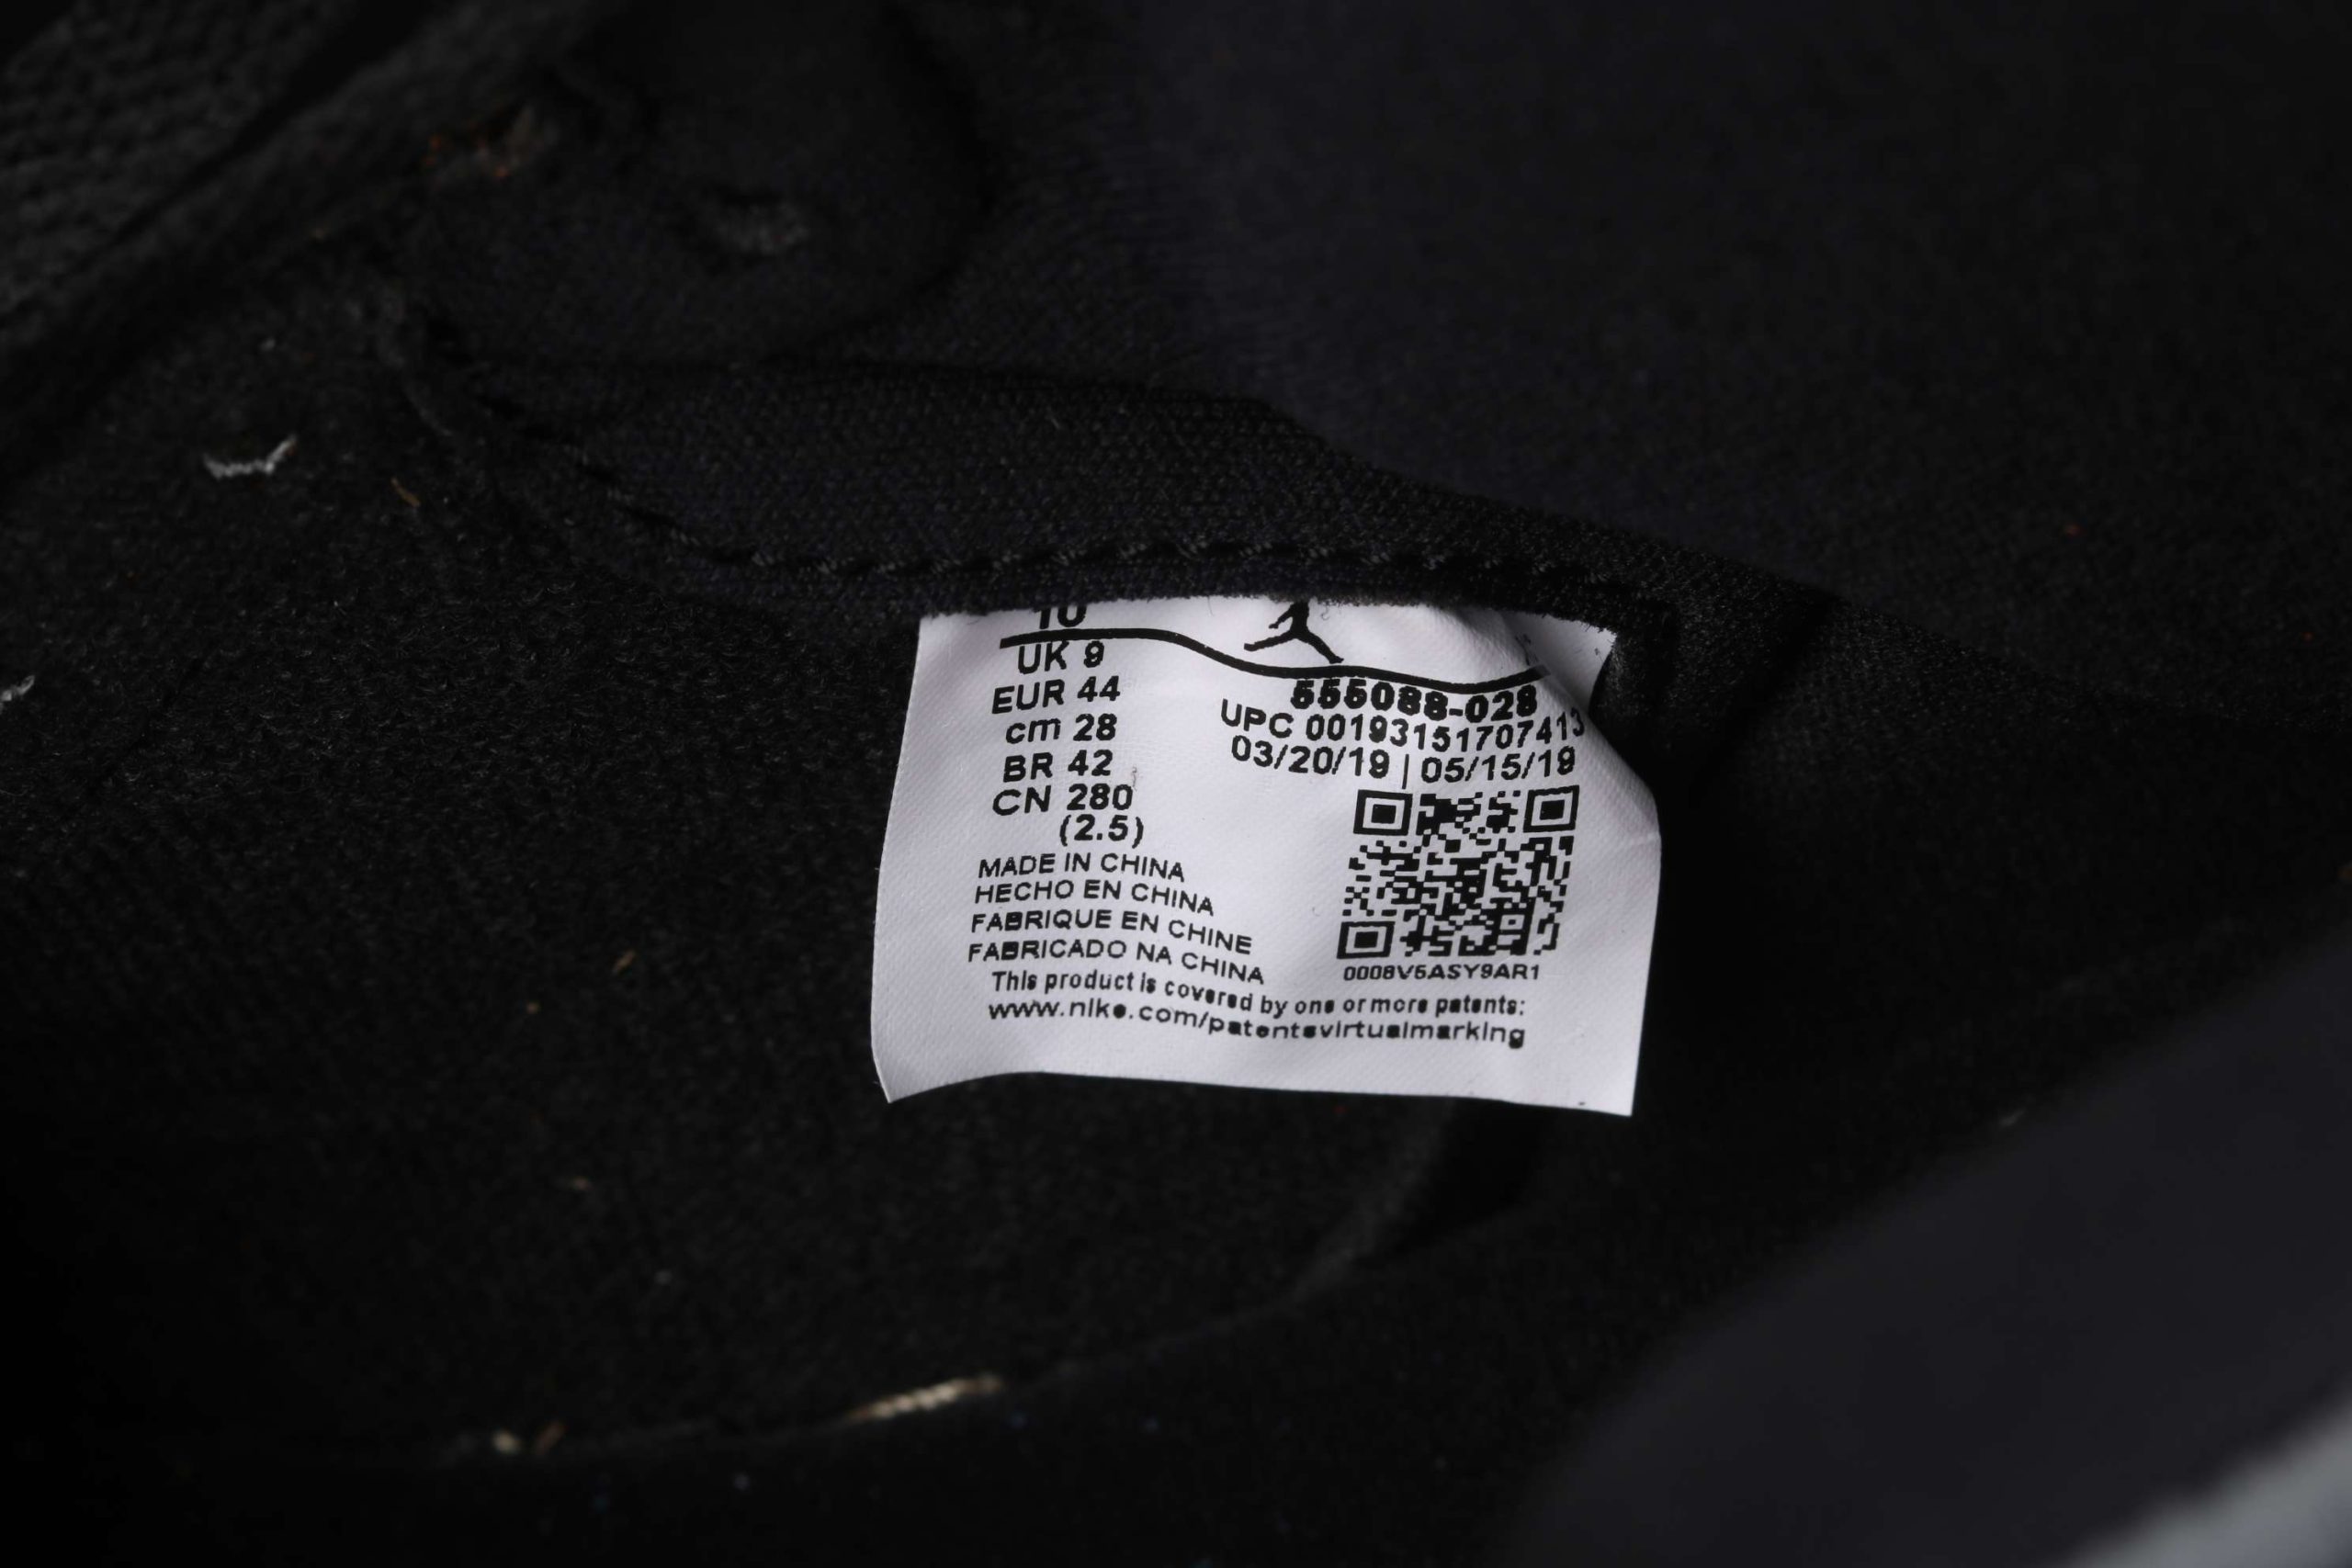 10
UK 9
EUR 44
cm 28
BR 42
CN 280
(2.5)
555088-028
UPC 00193151707413
03/20/19 | 05/15/19
MADE IN CHINA
HECHO EN CHINA
FABRIQUE EN CHINE
FABRICADO NA CHINA
0008V5ASY9AR1
This product is covered by one or more patents:
www.nike.com/patentsvirtualmarking